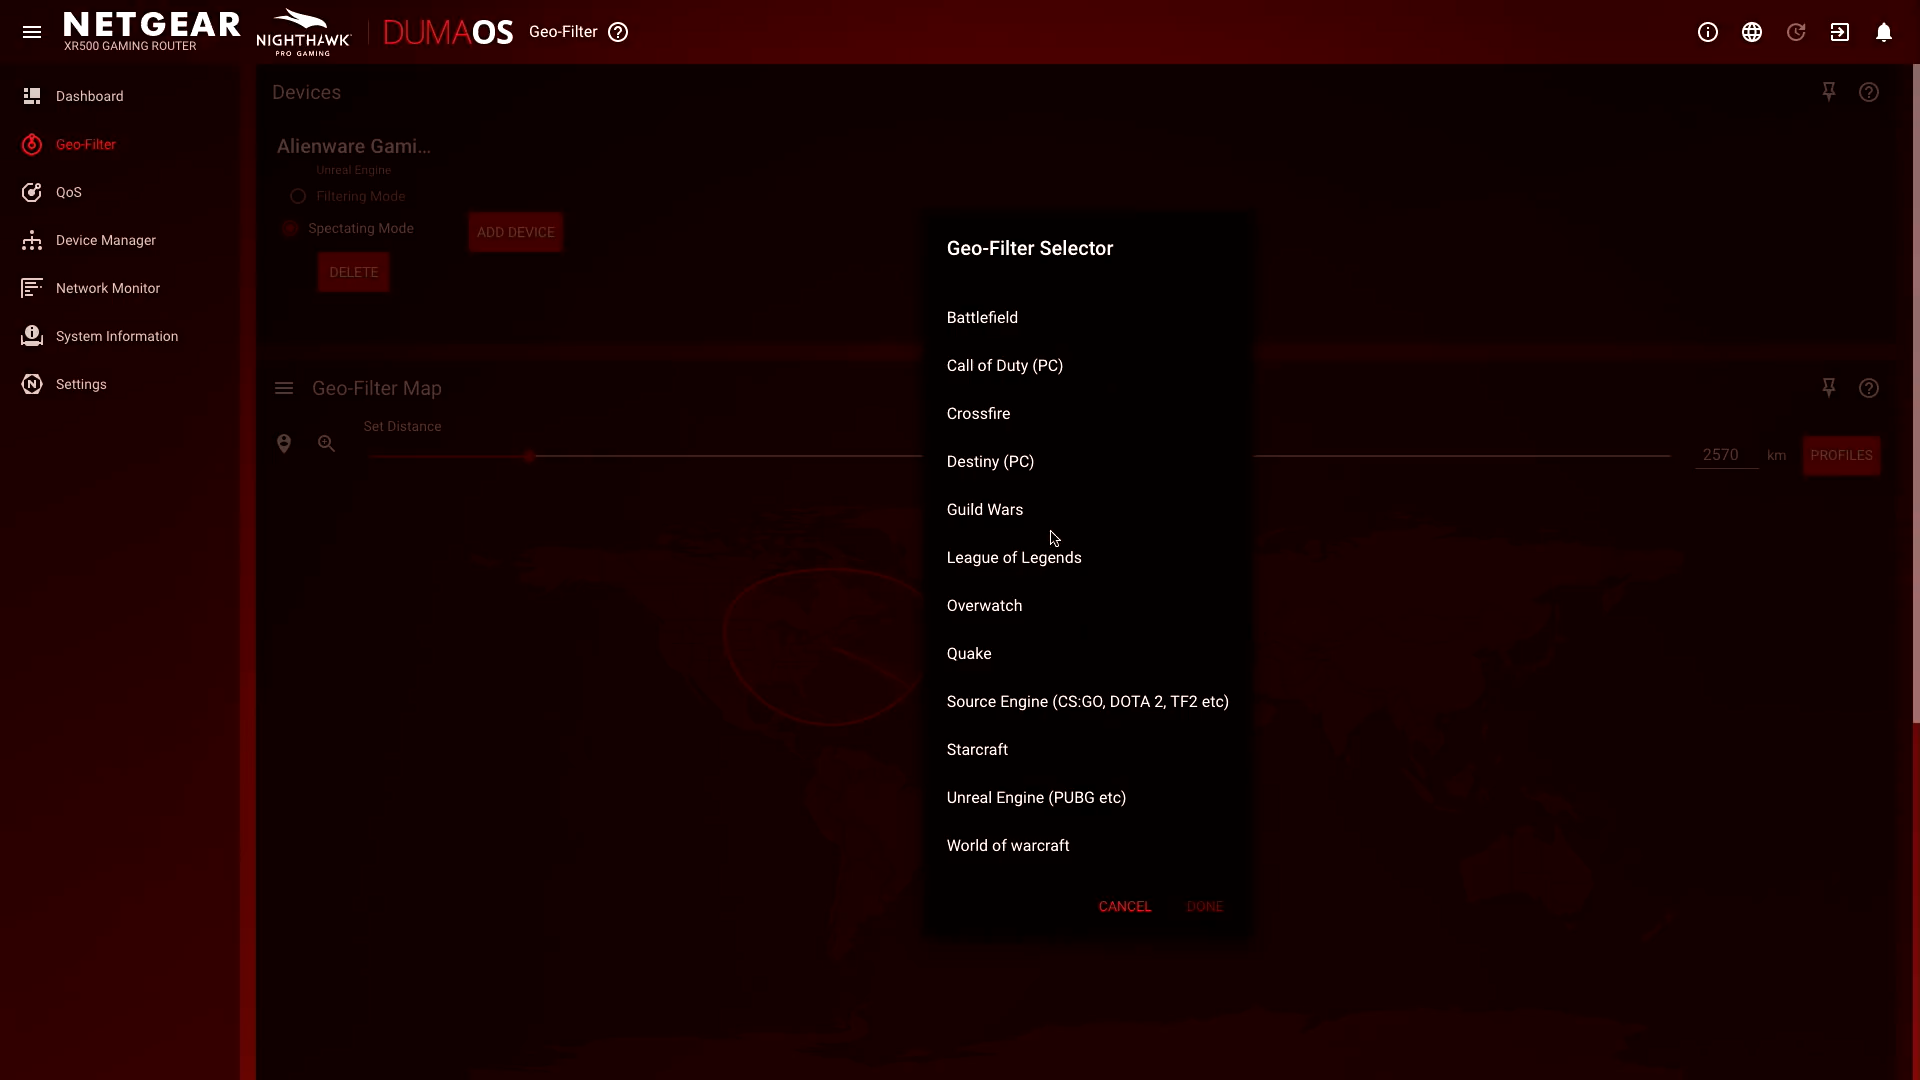 NETGEAR
XR500 GAMING ROUTER
NIGHTHAWK
PRO GAMING
DUMAOS
Geo-Filter
Dashboard
Geo-Filter
QoS
Device Manager
Network Monitor
System Information
Settings
Devices
Alienware Gami...
Unreal Engine
Filtering Mode
Spectating Mode
DELETE
ADD DEVICE
Geo-Filter Map
Set Distance
2570 km
PROFILES
Geo-Filter Selector
Battlefield
Call of Duty (PC)
Crossfire
Destiny (PC)
Guild Wars
League of Legends
Overwatch
Quake
Source Engine (CS:GO, DOTA 2, TF2 etc)
Starcraft
Unreal Engine (PUBG etc)
World of warcraft
CANCEL
DONE